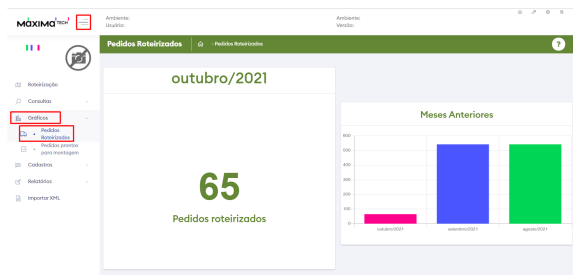 MÁXIMA TECH
Ambiente:
Usuário:
Ambiente:
Versão:
Pedidos Roteirizados
› Pedidos Roteirizados
?
Roteirização
Consultas
Gráficos
Pedidos
Roteirizados
Pedidos prontos
para montagem
Cadastros
Relatórios
Importar XML
outubro/2021
65
Pedidos roteirizados
Meses Anteriores
600
500
400
300
200
100
0
outubro/2021
setembro/2021
agosto/2021